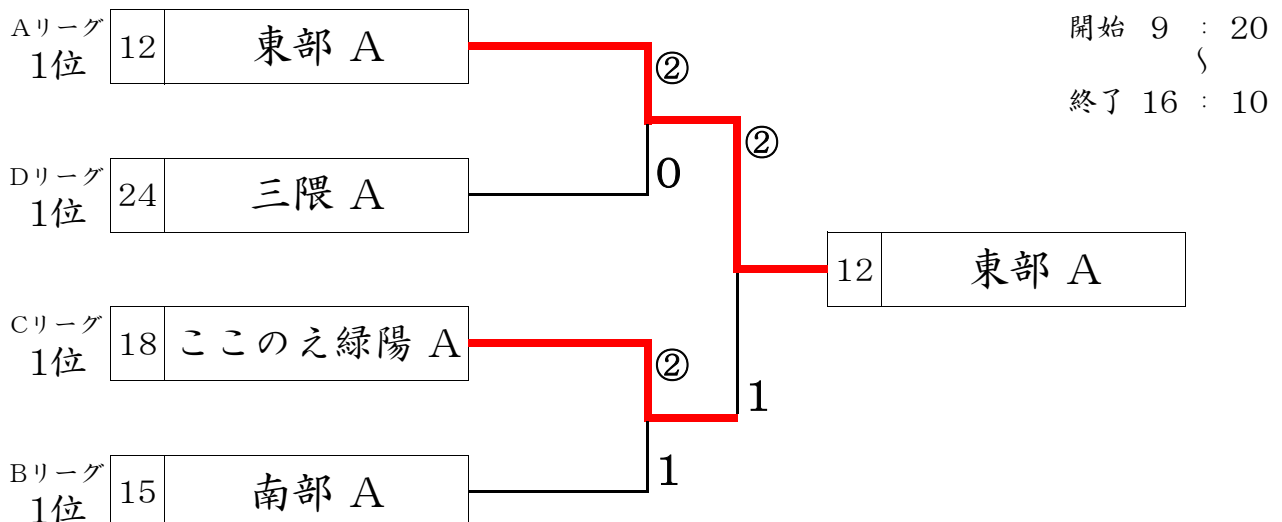 Aリーグ
1位
12 東部 A
②
開始 9 : 20
〜
終了 16 : 10
②
Dリーグ
1位
24 三隈 A
0
12 東部 A
Cリーグ
1位
18 ここのえ緑陽 A
②
1
Bリーグ
1位
15 南部 A
1